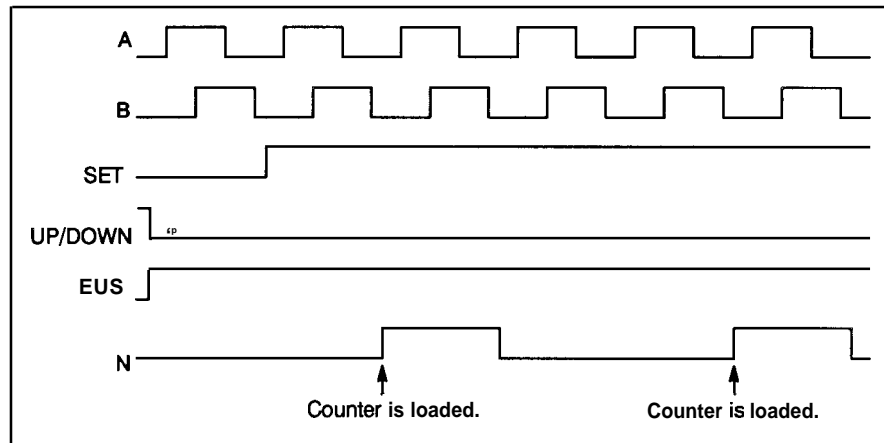 A
B
SET
UP/DOWN
EUS
N
Counter is loaded. Counter is loaded.